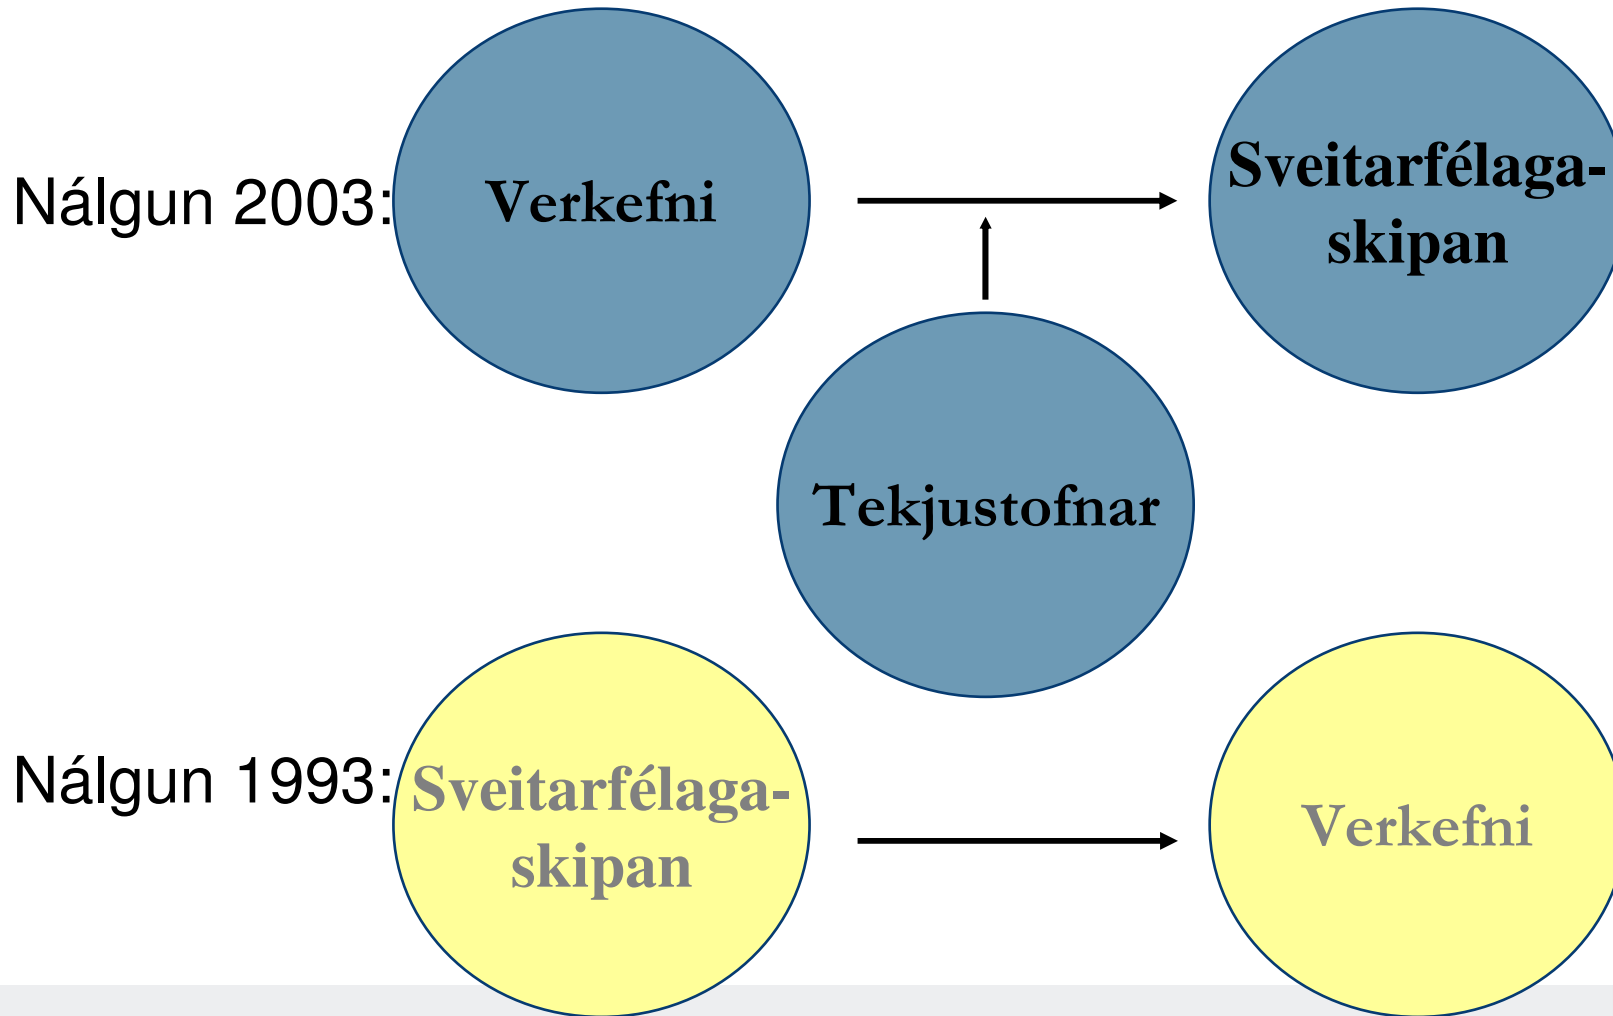 Nálgun 2003:
Verkefni
Sveitarfélaga-
skipan
Tekjustofnar
Nálgun 1993:
Sveitarfélaga-
skipan
Verkefni